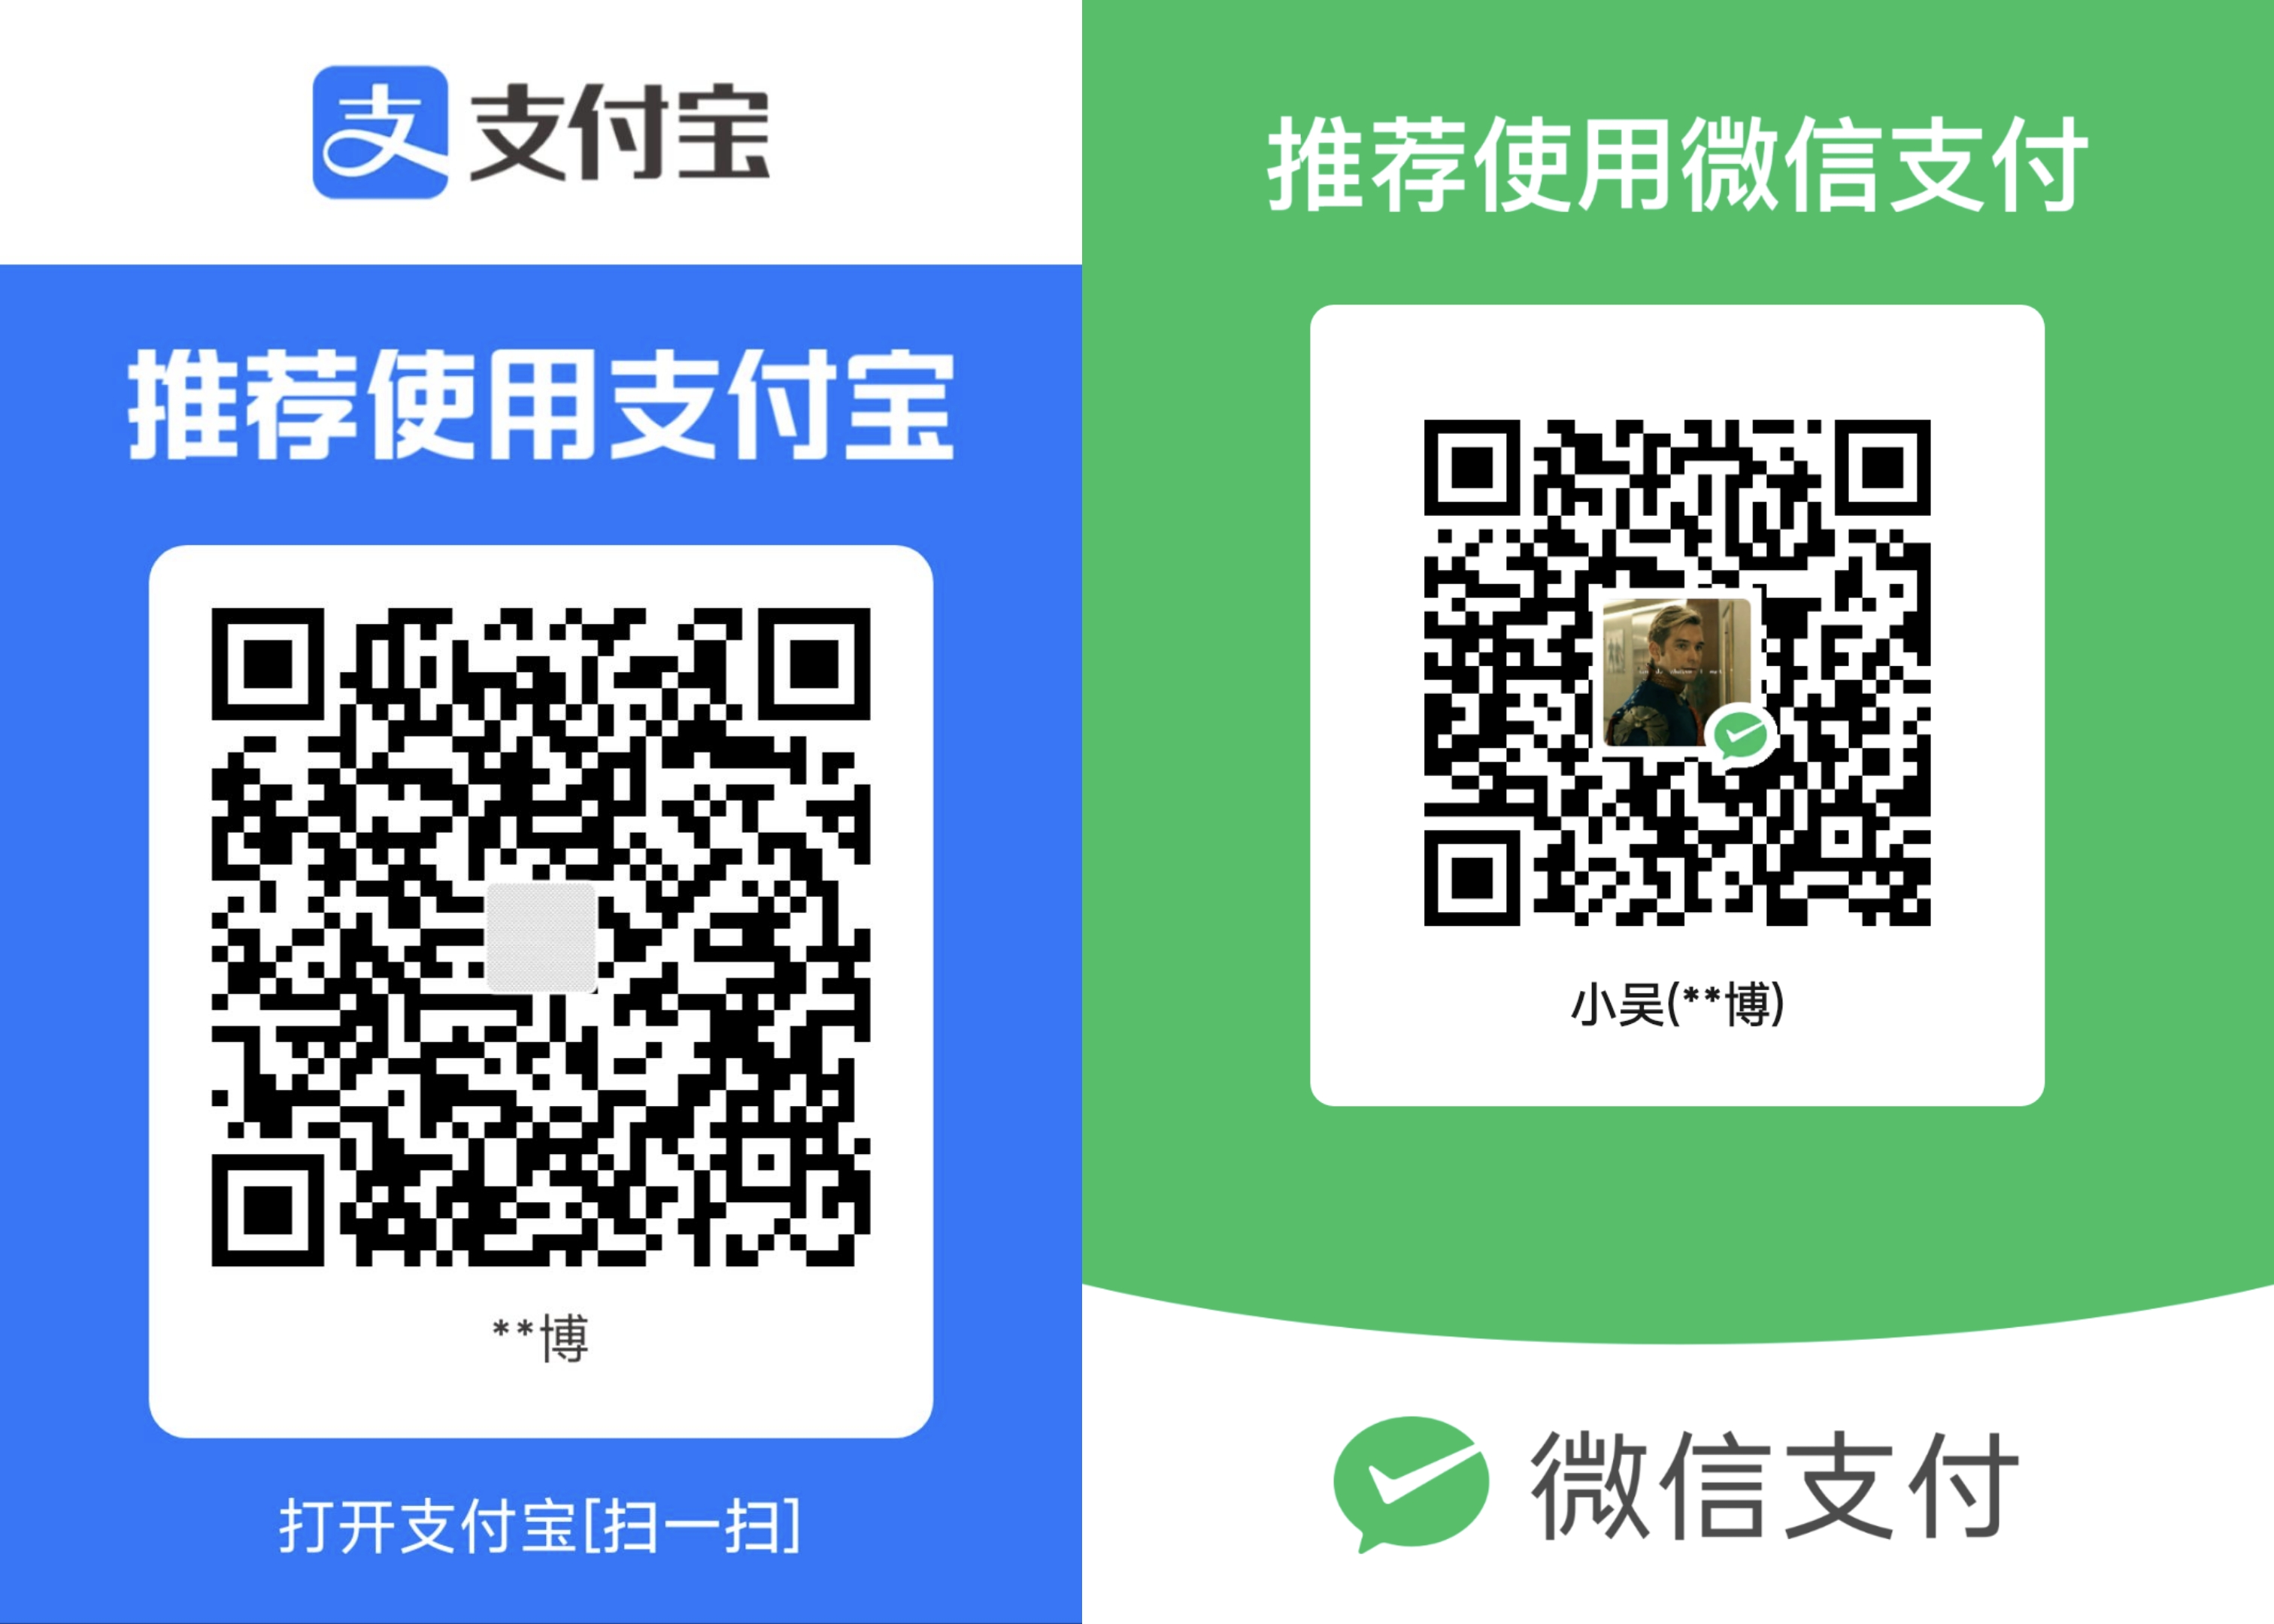 支 支付宝
推荐使用支付宝
**博
打开支付宝[扫一扫]
推荐使用微信支付
小吴(**博)
微信支付